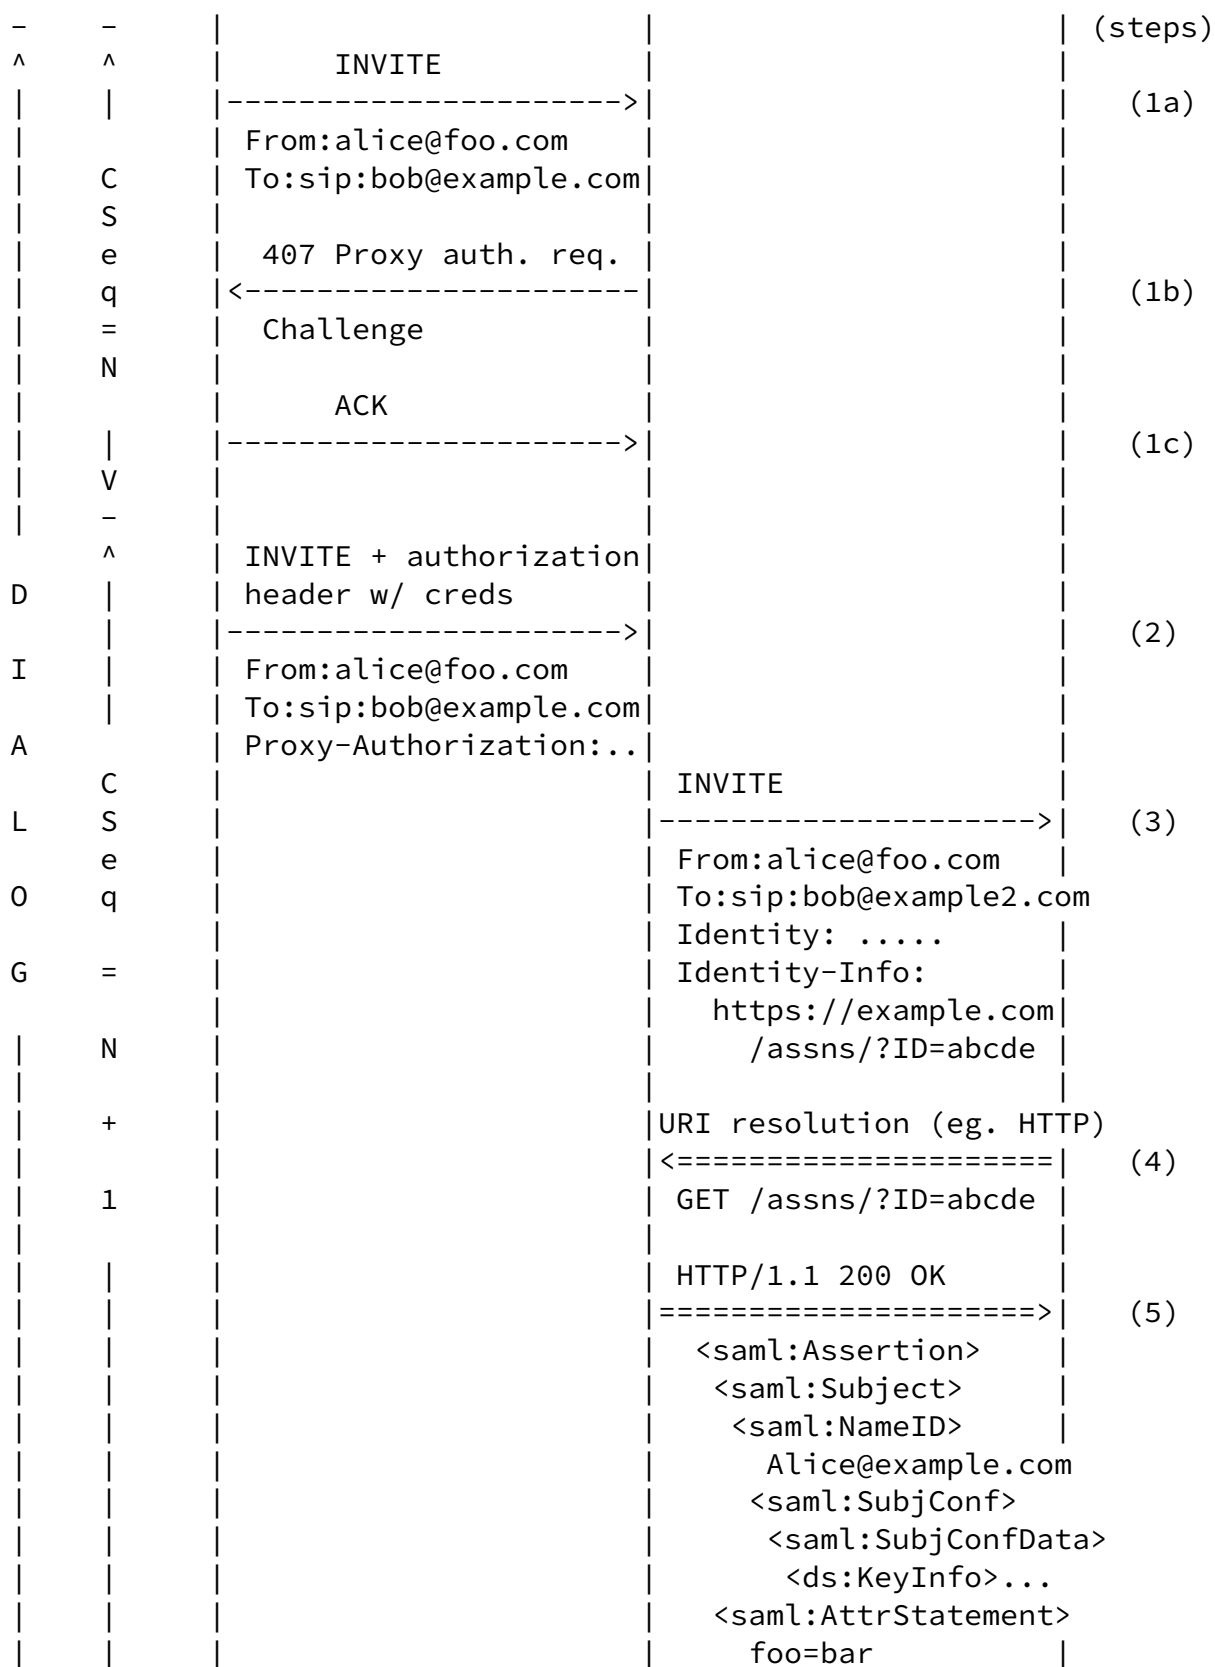 -    -     |                       |                      | (steps)
^    ^     |      INVITE           |                      |
|    |     |---------------------->|                      |   (1a)
|          | From:alice@foo.com    |                      |
|    C     | To:sip:bob@example.com|                      |
|    S     |                       |                      |
|    e     |  407 Proxy auth. req. |                      |
|    q     |<----------------------|                      |   (1b)
|    =     |  Challenge            |                      |
|    N     |                       |                      |
|          |      ACK              |                      |
|    |     |---------------------->|                      |   (1c)
|    V     |                       |                      |
|    -     |                       |                      |
     ^     | INVITE + authorization|                      |
D    |     | header w/ creds       |                      |
     |     |---------------------->|                      |   (2)
I    |     | From:alice@foo.com    |                      |
     |     | To:sip:bob@example.com|                      |
A          | Proxy-Authorization:..|                      |
     C     |                       | INVITE               |
L    S     |                       |--------------------->|   (3)
     e     |                       | From:alice@foo.com   |
O    q     |                       | To:sip:bob@example2.com
           |                       | Identity: .....      |
G    =     |                       | Identity-Info:       |
           |                       |   https://example.com|
|    N     |                       |     /assns/?ID=abcde |
|          |                       |                      |
|    +     |                       |URI resolution (eg. HTTP)
|          |                       |<=====================|   (4)
|    1     |                       | GET /assns/?ID=abcde |
|          |                       |                      |
|    |     |                       | HTTP/1.1 200 OK      |
|    |     |                       |=====================>|   (5)
|    |     |                       |  <saml:Assertion>    |
|    |     |                       |   <saml:Subject>     |
|    |     |                       |    <saml:NameID>     |
|    |     |                       |      Alice@example.com
|    |     |                       |     <saml:SubjConf>
|    |     |                       |      <saml:SubjConfData>
|    |     |                       |       <ds:KeyInfo>...
|    |     |                       |   <saml:AttrStatement>
|    |     |                       |     foo=bar          |